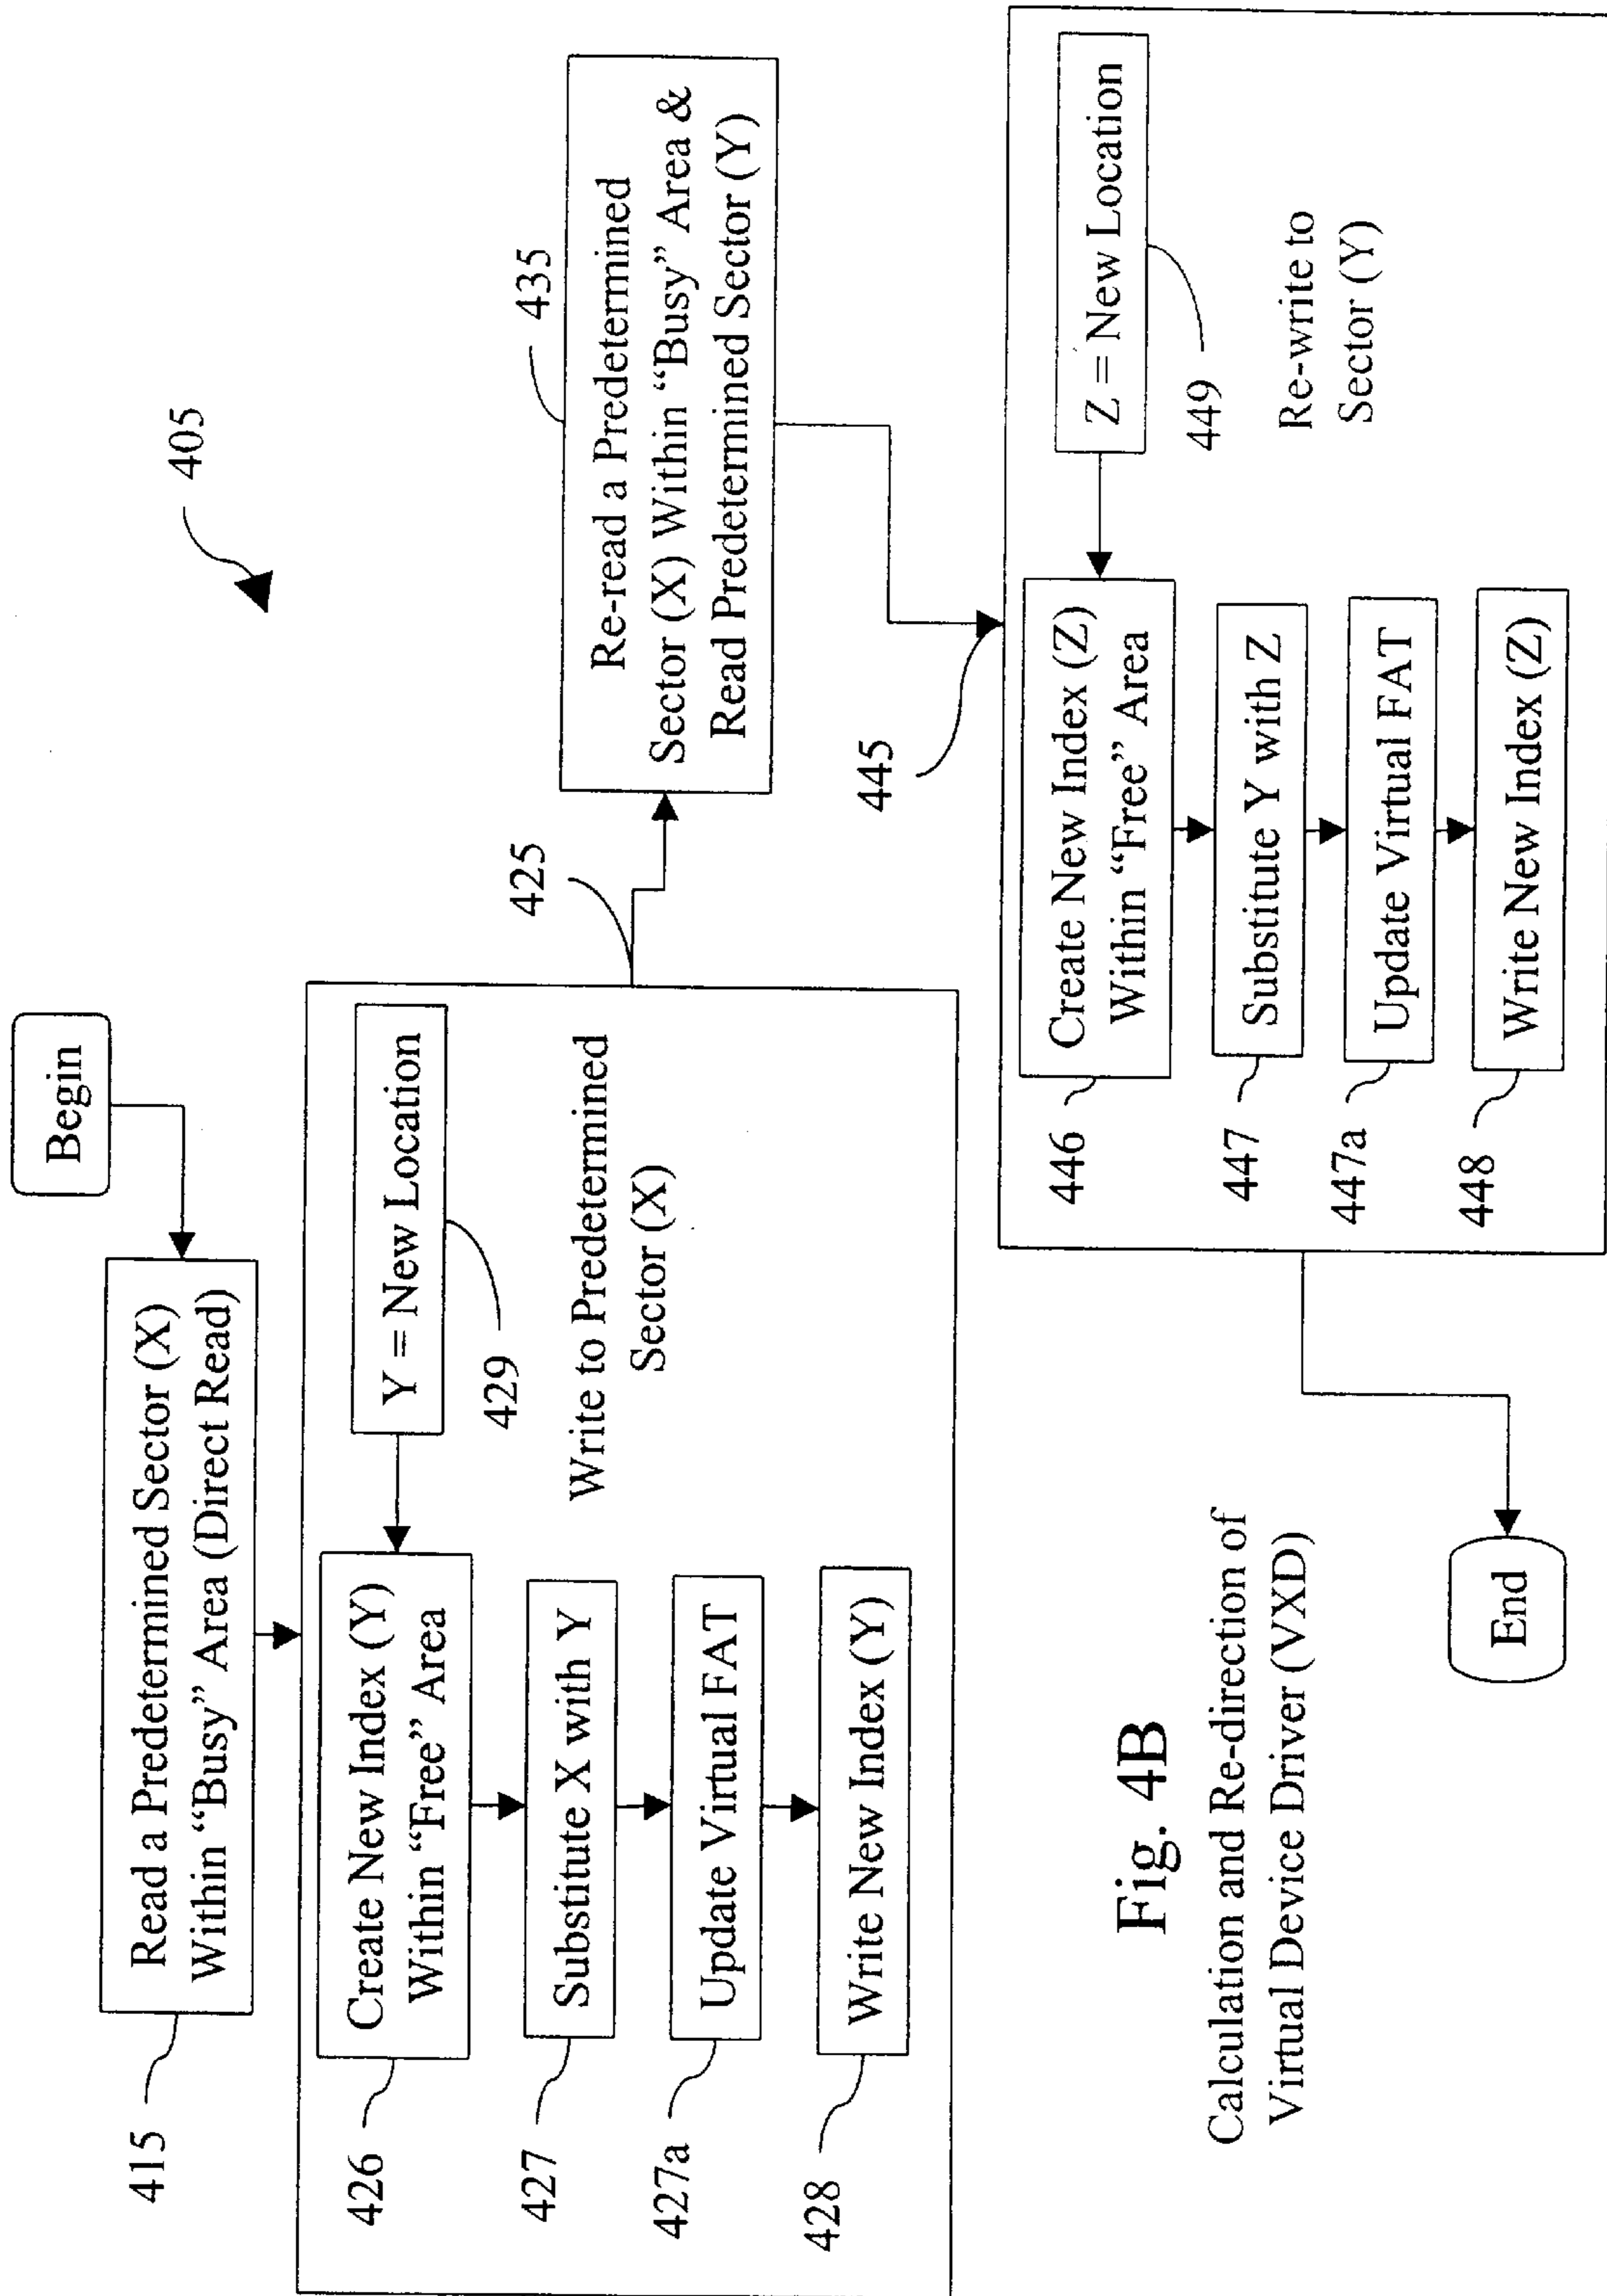 Begin
405
415
Read a Predetermined Sector (X)
Within “Busy” Area (Direct Read)
425
426
Create New Index (Y)
Within “Free” Area
Y = New Location
429
427
Substitute X with Y
427a
Update Virtual FAT
428
Write New Index (Y)
Write to Predetermined
Sector (X)
435
Re-read a Predetermined
Sector (X) Within “Busy” Area &
Read Predetermined Sector (Y)
445
446
Create New Index (Z)
Within “Free” Area
Z = New Location
449
447
Substitute Y with Z
447a
Update Virtual FAT
448
Write New Index (Z)
Re-write to
Sector (Y)
End
Fig. 4B
Calculation and Re-direction of
Virtual Device Driver (VXD)